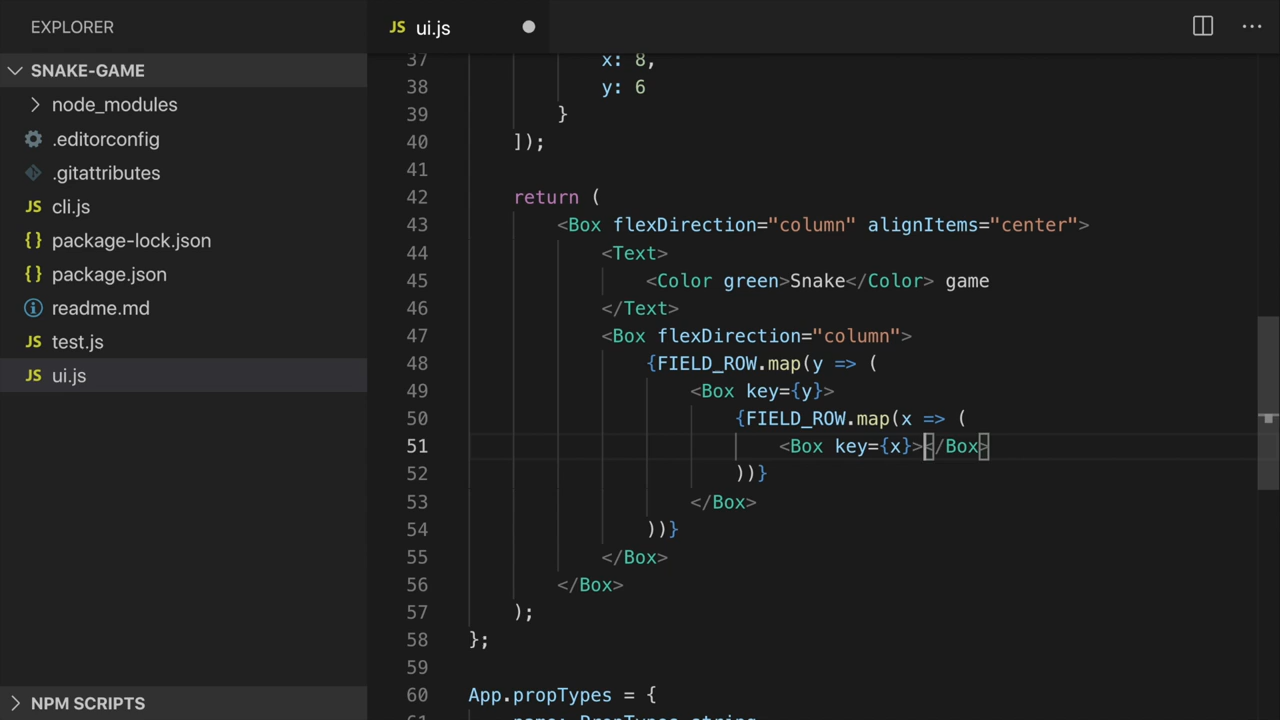 EXPLORER
SNAKE-GAME
node_modules
.editorconfig
.gitattributes
JS cli.js
{} package-lock.json
{} package.json
readme.md
JS test.js
JS ui.js
NPM SCRIPTS
JS ui.js
37 x: 8,
38 y: 6
39 }
40 ]);
41
42 return (
43 <Box flexDirection="column" alignItems="center">
44 <Text>
45 <Color green>Snake</Color> game
46 </Text>
47 <Box flexDirection="column">
48 {FIELD_ROW.map(y => (
49 <Box key={y}>
50 {FIELD_ROW.map(x => (
51 <Box key={x}></Box>
52 ))}
53 </Box>
54 ))}
55 </Box>
56 </Box>
57 );
58 };
59
60 App.propTypes = {
61 name: PropTypes.string